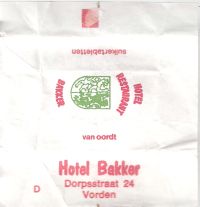 suikertabletten
HOTEL
RESTAURANT
BAKKER
van oordt
Hotel Bakker
Dorpsstraat 24
Vorden
D